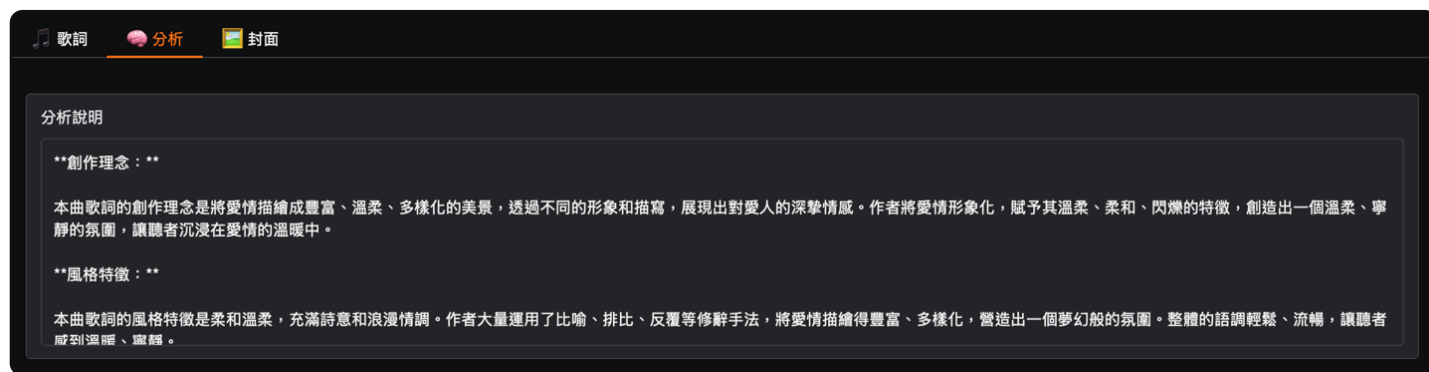 歌詞
分析
封面
分析說明
**創作理念：**
本曲歌詞的創作理念是將愛情描繪成豐富、溫柔、多樣化的美景，透過不同的形象和描寫，展現出對愛人的深摯情感。作者將愛情形象化，賦予其溫柔、柔和、閃爍的特徵，創造出一個溫柔、寧
靜的氛圍，讓聽者沉浸在愛情的溫暖中。
**風格特徵：**
本曲歌詞的風格特徵是柔和溫柔，充滿詩意和浪漫情調。作者大量運用了比喻、排比、反覆等修辭手法，將愛情描繪得豐富、多樣化，營造出一個夢幻般的氛圍。整體的語調輕鬆、流暢，讓聽者
感到溫暖、寧靜。